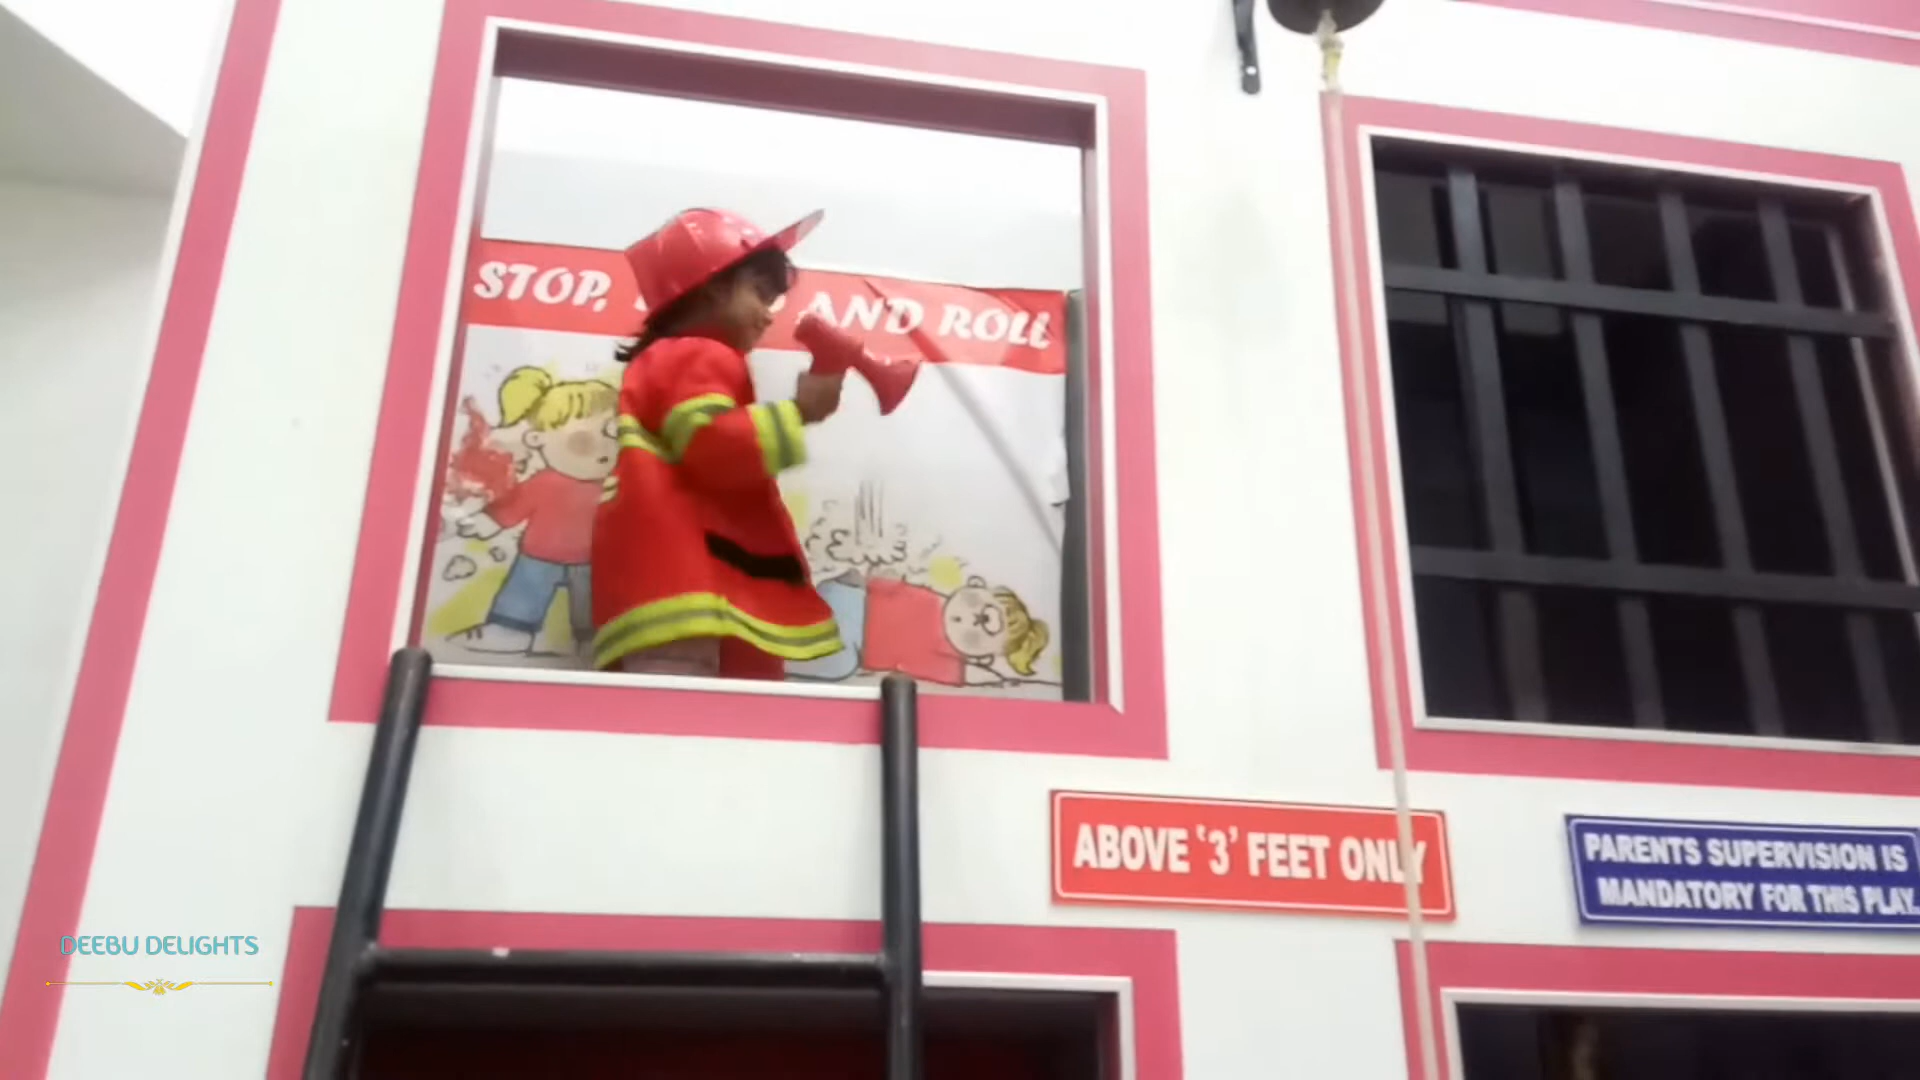 STOP, AND ROLL
ABOVE '3' FEET ONLY
PARENTS SUPERVISION IS
MANDATORY FOR THIS PLAY.
DEEBU DELIGHTS